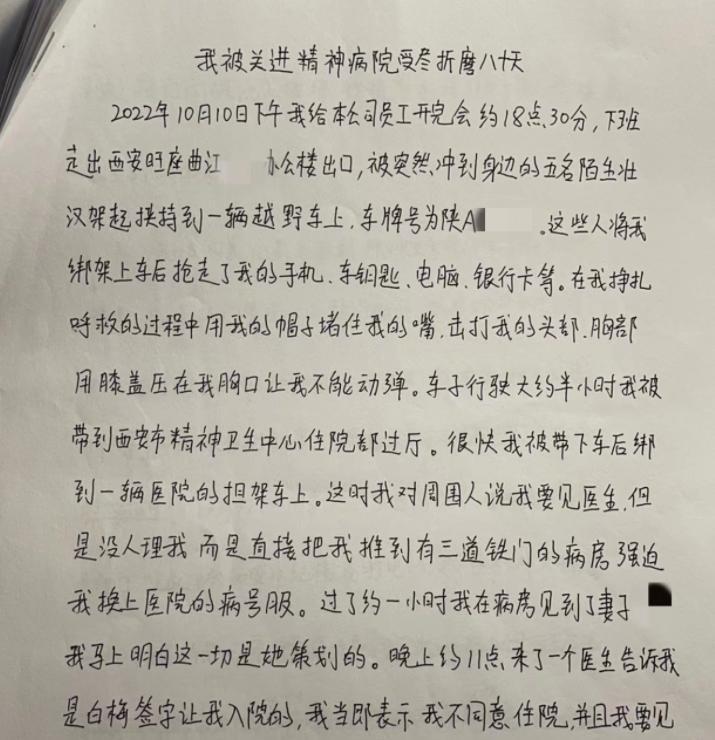 我被关进精神病院受尽折磨八十天
2022年10月10日下午我给本公司员工开完会约18点30分，下班
走出西安旺座曲江 办公楼出口，被突然冲到身边的五名陌生壮
汉架起挟持到一辆越野车上，车牌号为陕A 。这些人将我
绑架上车后抢走了我的手机、车钥匙、电脑、银行卡等。在我挣扎
呼救的过程中用我的帽子堵住我的嘴，击打我的头部、胸部
用膝盖压在我胸口让我不能动弹。车子行驶大约半小时我被
带到西安市精神卫生中心住院部过厅。很快我被带下车后绑
到一辆医院的担架车上。这时我对周围人说我要见医生，但
是没人理我而是直接把我推到有三道铁门的病房强迫
我换上医院的病号服。过了约一小时我在病房见到了妻子
我马上明白这一切是她策划的。晚上约11点来了一个医生告诉我
是白梅签字让我入院的，我当即表示我不同意住院，并且我要见